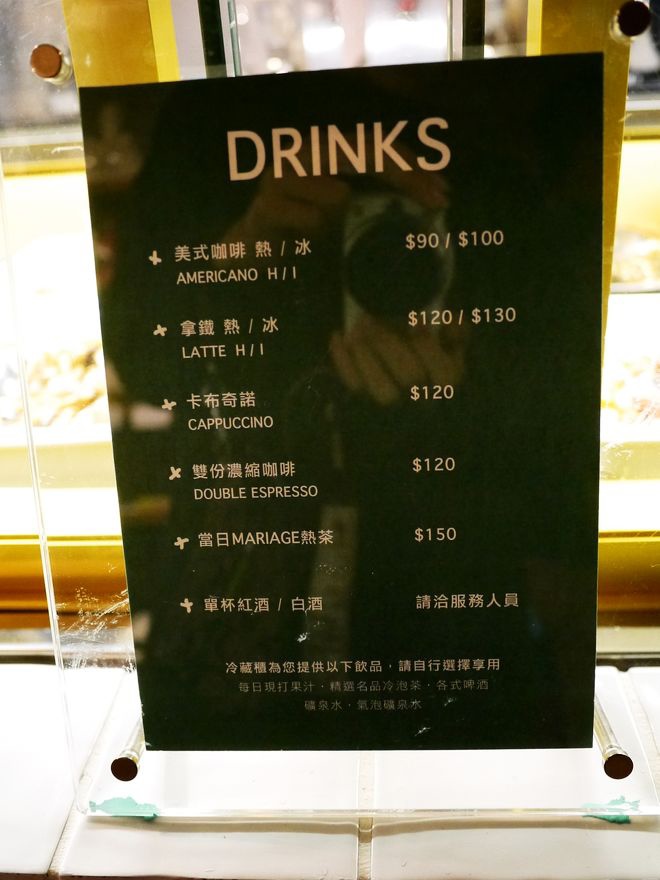 DRINKS
美式咖啡 熱 / 冰 $90 / $100
AMERICANO H / I
拿鐵 熱 / 冰 $120 / $130
LATTE H / I
卡布奇諾 $120
CAPPUCCINO
雙份濃縮咖啡 $120
DOUBLE ESPRESSO
當日MARIAGE熱茶 $150
單杯紅酒 / 白酒 請洽服務人員
冷藏櫃為您提供以下飲品，請自行選擇享用
每日現打果汁．精選名品冷泡茶．各式啤酒
礦泉水．氣泡礦泉水